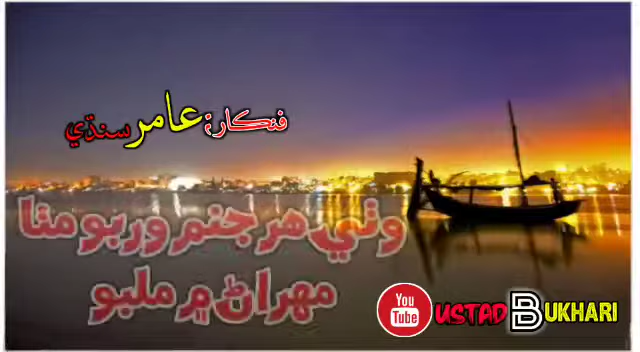 فنڪار؛ عامر سنڌي
وٺي هر جنم وربو مٺا
مهراڻ ۾ ملبو
You Tube
USTAD BUKHARI